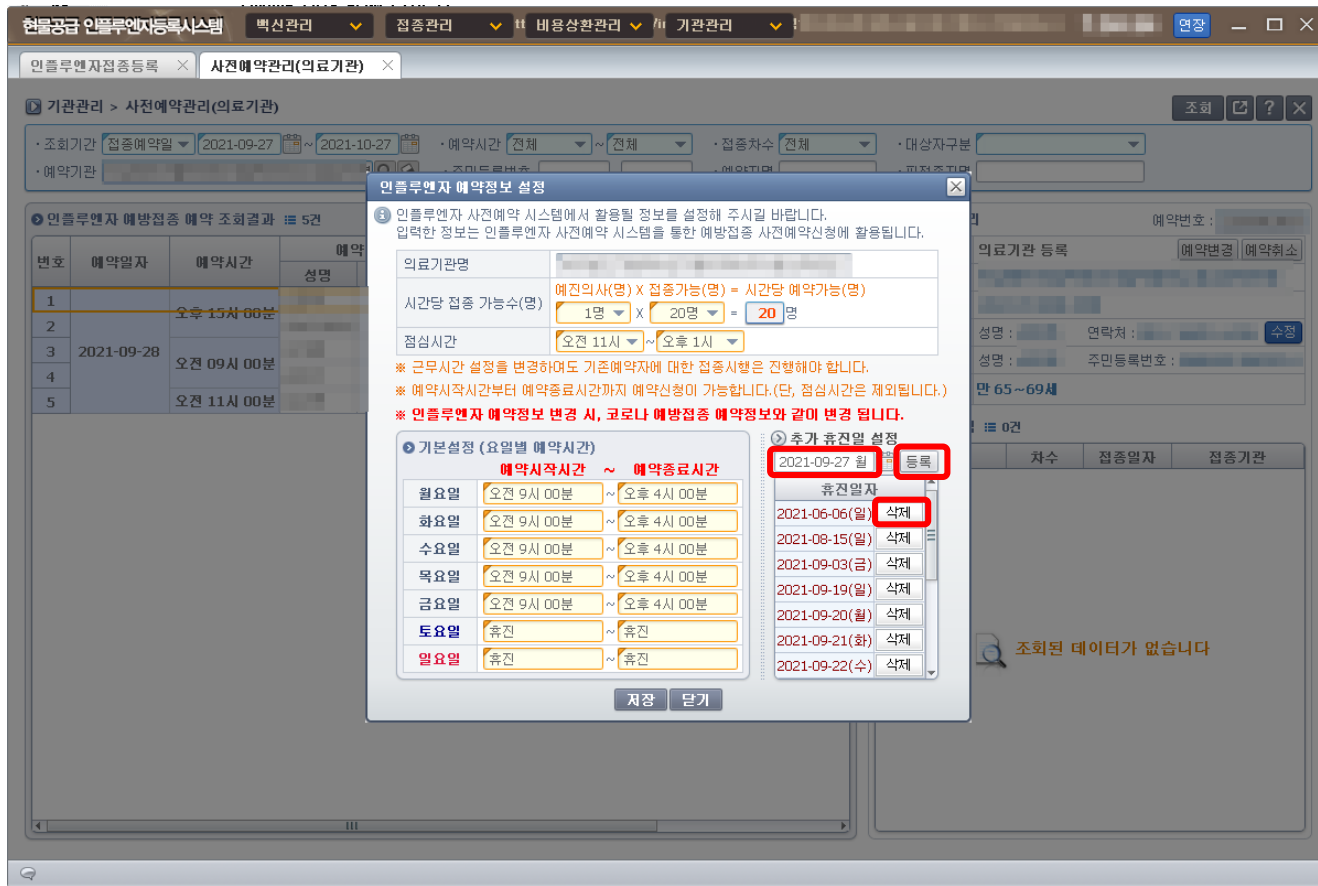 현물공급 인플루엔자등록시스템 백신관리 접종관리 tt 비용상환관리 기관관리 연장
인플루엔자접종등록 사전예약관리(의료기관)
기관관리 > 사전예약관리(의료기관) 조회 ?
· 조회기간 접종예약일 2021-09-27 ~ 2021-10-27 · 예약시간 전체 ~ 전체 · 접종차수 전체 · 대상자구분
· 예약기관 · 주민등록번호 · 예약자명 · 피접종자명
인플루엔자 예방접종 예약 조회결과 5건
번호 예약일자 예약시간 예약
성명
1
2
3
4
5
2021-09-28
오후 15시 00분
오전 09시 00분
오전 11시 00분
인플루엔자 예약정보 설정
인플루엔자 사전예약 시스템에서 활용될 정보를 설정해 주시길 바랍니다.
입력한 정보는 인플루엔자 사전예약 시스템을 통한 예방접종 사전예약신청에 활용됩니다.
의료기관명
시간당 접종 가능수(명) 예진의사(명) X 접종가능(명) = 시간당 예약가능(명)
1명 X 20명 = 20 명
점심시간 오전 11시 ~ 오후 1시
※ 근무시간 설정을 변경하여도 기존예약자에 대한 접종시행은 진행해야 합니다.
※ 예약시작시간부터 예약종료시간까지 예약신청이 가능합니다.(단, 점심시간은 제외됩니다.)
※ 인플루엔자 예약정보 변경 시, 코로나 예방접종 예약정보와 같이 변경 됩니다.
기본설정 (요일별 예약시간)
예약시작시간 ~ 예약종료시간
월요일 오전 9시 00분 ~ 오후 4시 00분
화요일 오전 9시 00분 ~ 오후 4시 00분
수요일 오전 9시 00분 ~ 오후 4시 00분
목요일 오전 9시 00분 ~ 오후 4시 00분
금요일 오전 9시 00분 ~ 오후 4시 00분
토요일 휴진 ~ 휴진
일요일 휴진 ~ 휴진
추가 휴진일 설정
2021-09-27 월 등록
휴진일자
2021-06-06(일) 삭제
2021-08-15(일) 삭제
2021-09-03(금) 삭제
2021-09-19(일) 삭제
2021-09-20(월) 삭제
2021-09-21(화) 삭제
2021-09-22(수) 삭제
저장 닫기
예약번호 :
의료기관 등록 예약변경 예약취소
성명 : 연락처 : 수정
성명 : 주민등록번호 :
만 65~69세
0건
차수 접종일자 접종기관
조회된 데이터가 없습니다